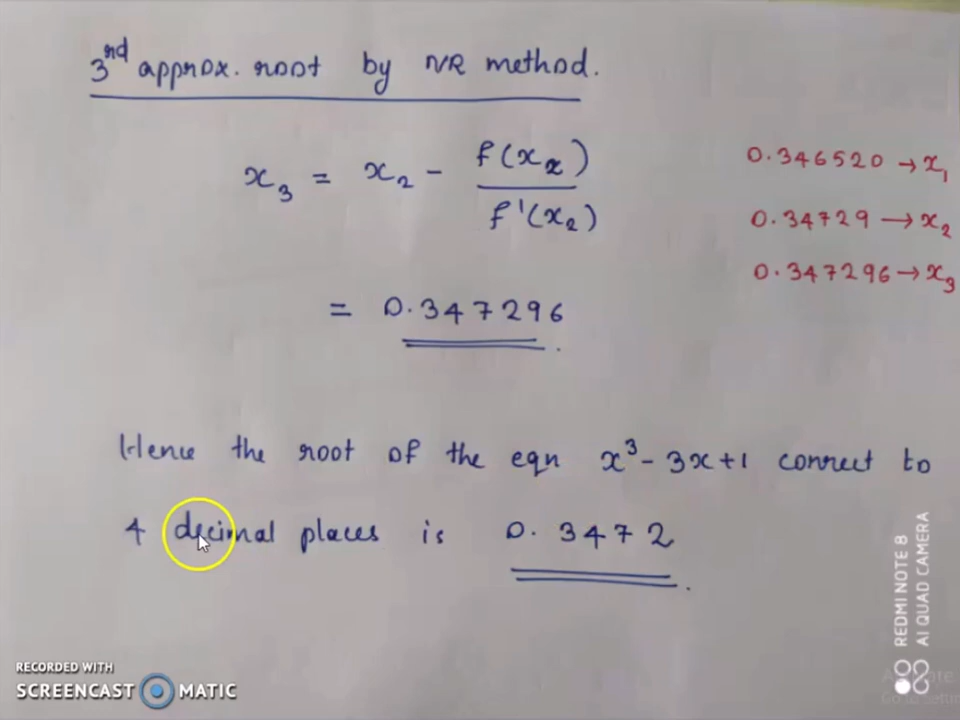 3rd approx. root by NR method.
x₃ = x₂ - f(x₂) / f'(x₂)
0.346520 → x₁
0.34729 → x₂
0.347296 → x₃
= 0.347296.
Hence the root of the eqn x³ - 3x + 1 correct to
4 decimal places is 0.3472.
REDMI NOTE 8
AI QUAD CAMERA
RECORDED WITH
SCREENCAST MATIC